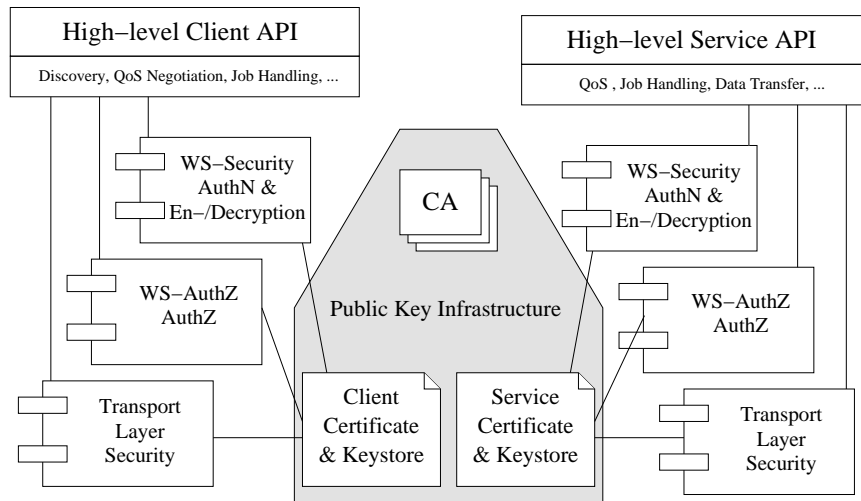 High−level Client API
Discovery, QoS Negotiation, Job Handling, ...
High−level Service API
QoS , Job Handling, Data Transfer, ...
WS−Security
AuthN &
En−/Decryption
WS−AuthZ
AuthZ
Transport
Layer
Security
CA
Public Key Infrastructure
Client
Certificate
& Keystore
Service
Certificate
& Keystore
WS−Security
AuthN &
En−/Decryption
WS−AuthZ
AuthZ
Transport
Layer
Security